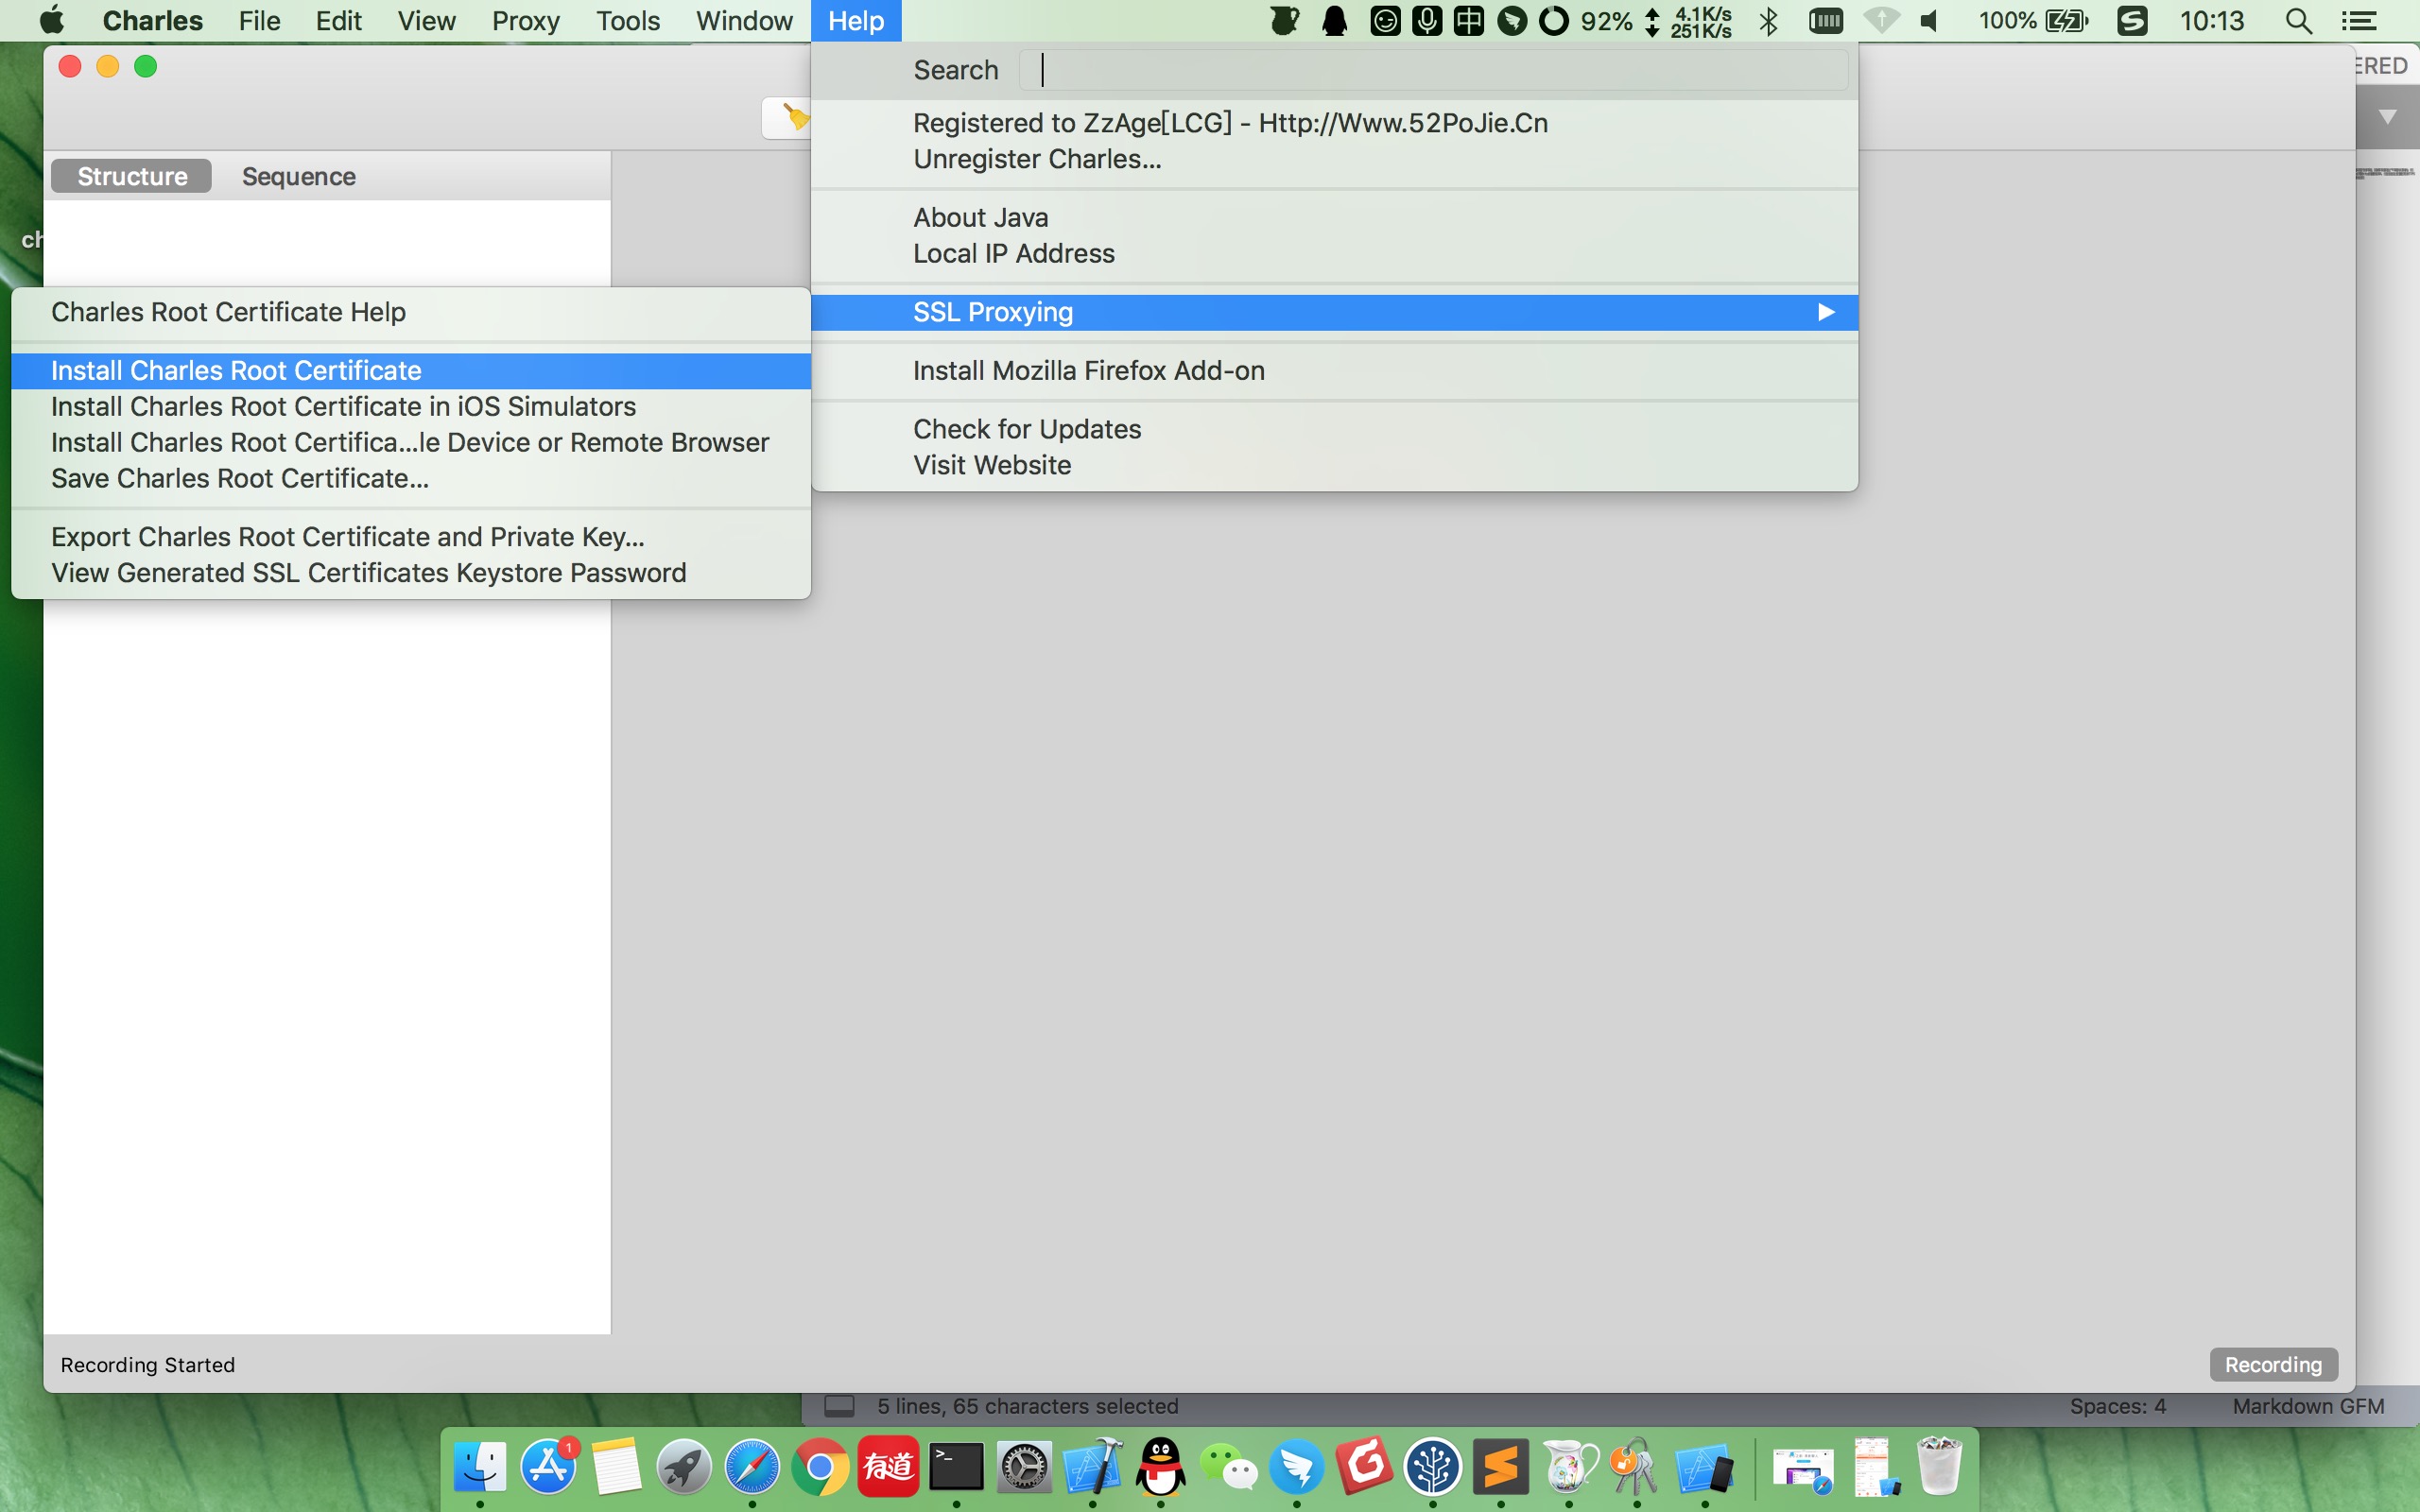 Charles File Edit View Proxy Tools Window Help 中 92% 4.1K/s 251K/s 100% 10:13
Search
ERED
Registered to ZzAge[LCG] - Http://Www.52PoJie.Cn
Unregister Charles...
Structure Sequence
About Java
Local IP Address
ch
SSL Proxying
Install Mozilla Firefox Add-on
Check for Updates
Visit Website
Charles Root Certificate Help
Install Charles Root Certificate
Install Charles Root Certificate in iOS Simulators
Install Charles Root Certifica...le Device or Remote Browser
Save Charles Root Certificate...
Export Charles Root Certificate and Private Key...
View Generated SSL Certificates Keystore Password
Recording Started
Recording
5 lines, 65 characters selected
Spaces: 4
Markdown GFM
1
有道
>_